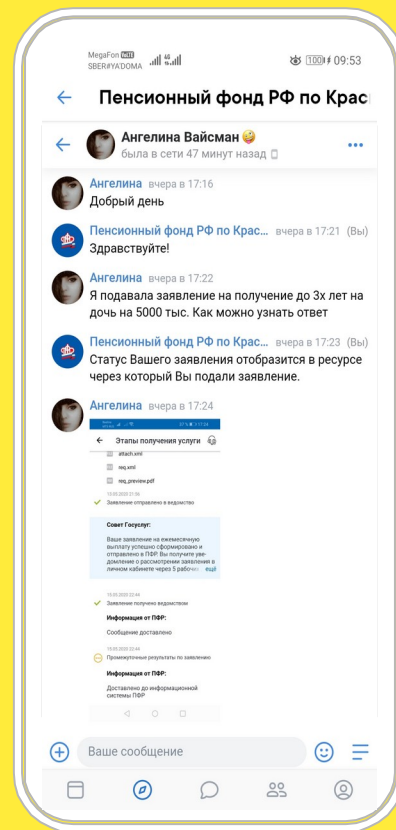 MegaFon
SBER#YADOMA
100
09:53
Пенсионный фонд РФ по Крас
Ангелина Вайсман
была в сети 47 минут назад
Ангелина вчера в 17:16
Добрый день
Пенсионный фонд РФ по Крас... вчера в 17:21 (Вы)
Здравствуйте!
Ангелина вчера в 17:22
Я подавала заявление на получение до 3х лет на
дочь на 5000 тыс. Как можно узнать ответ
Пенсионный фонд РФ по Крас... вчера в 17:23 (Вы)
Статус Вашего заявления отобразится в ресурсе
через который Вы подали заявление.
Ангелина вчера в 17:24
Этапы получения услуги
attach.xml
req.xml
req_preview.pdf
Заявление отправлено в ведомство
Совет Госуслуг:
Ваше заявление на ежемесячную
выплату успешно сформировано и
отправлено в ПФР. Вы получите уве-
домление о рассмотрении заявления в
личном кабинете через 5 рабочих ещё
Заявление получено ведомством
Информация от ПФР:
Сообщение доставлено
Промежуточные результаты по заявлению
Информация от ПФР:
Доставлено до информационной
системы ПФР
Ваше сообщение